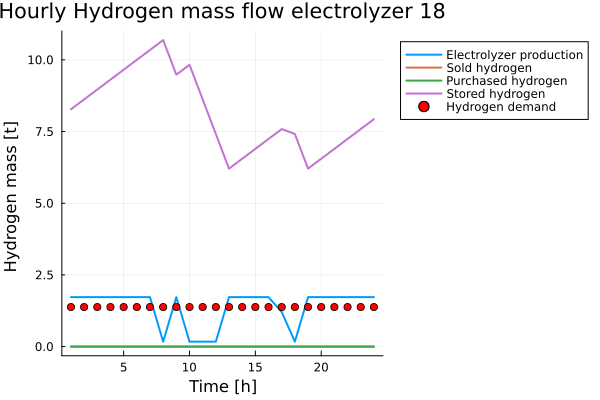 Hourly Hydrogen mass flow electrolyzer 18
Electrolyzer production
Sold hydrogen
Purchased hydrogen
Stored hydrogen
Hydrogen demand
Hydrogen mass [t]
10.0
7.5
5.0
2.5
0.0
5 10 15 20
Time [h]